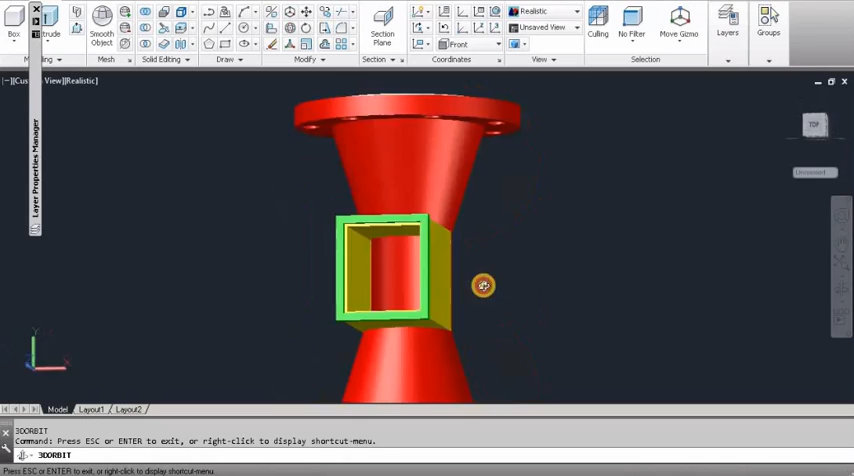 Box
Extrude
Smooth
Object
Section
Plane
Front
Realistic
Unsaved View
Culling
No Filter
Move Gizmo
Layers
Groups
Mesh
Solid Editing
Draw
Modify
Section
Coordinates
View
Selection
View][Realistic]
TOP
Unnamed
Layer Properties Manager
Y
Model
Layout1
Layout2
3DORBIT
Command: Press ESC or ENTER to exit, or right-click to display shortcut-menu.
3DORBIT
Press ESC or ENTER to exit, or right-click to display shortcut-menu.